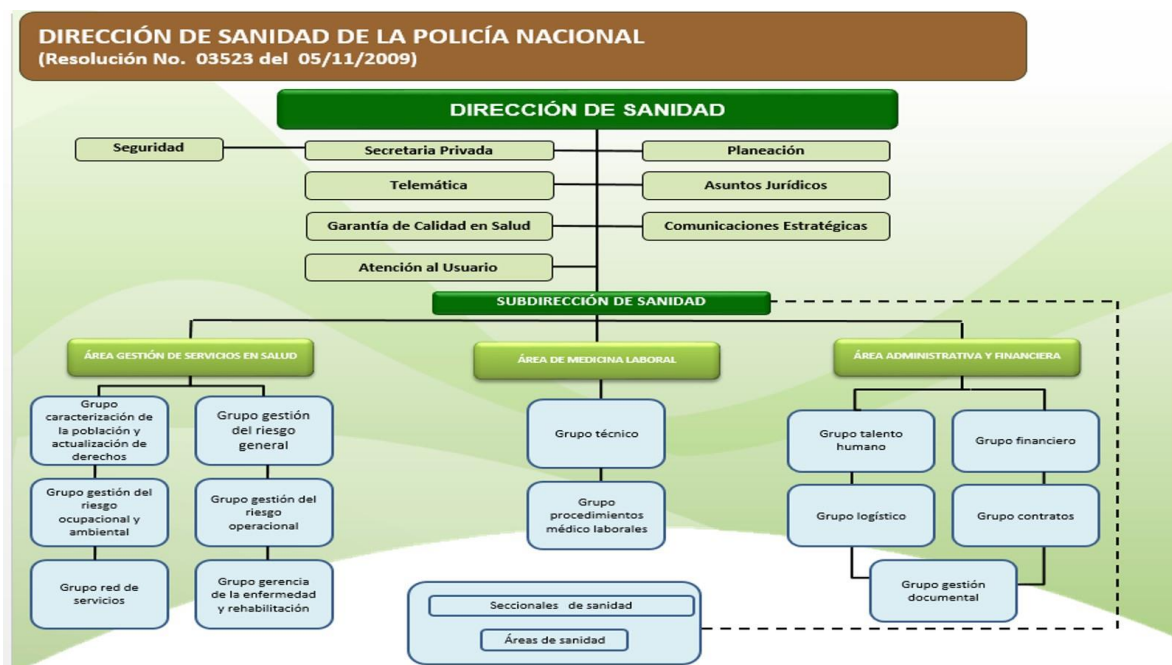 DIRECCIÓN DE SANIDAD DE LA POLICÍA NACIONAL
(Resolución No. 03523 del 05/11/2009)
DIRECCIÓN DE SANIDAD
Seguridad
Secretaria Privada
Planeación
Telemática
Asuntos Jurídicos
Garantía de Calidad en Salud
Comunicaciones Estratégicas
Atención al Usuario
SUBDIRECCIÓN DE SANIDAD
ÁREA GESTIÓN DE SERVICIOS EN SALUD
ÁREA DE MEDICINA LABORAL
ÁREA ADMINISTRATIVA Y FINANCIERA
Grupo
caracterización de
la población y
actualización de
derechos
Grupo gestión
del riesgo
general
Grupo gestión del
riesgo
ocupacional y
ambiental
Grupo gestión del
riesgo
operacional
Grupo red de
servicios
Grupo gerencia
de la enfermedad
y rehabilitación
Grupo técnico
Grupo
procedimientos
médico laborales
Grupo talento
humano
Grupo financiero
Grupo logístico
Grupo contratos
Grupo gestión
documental
Seccionales de sanidad
Áreas de sanidad